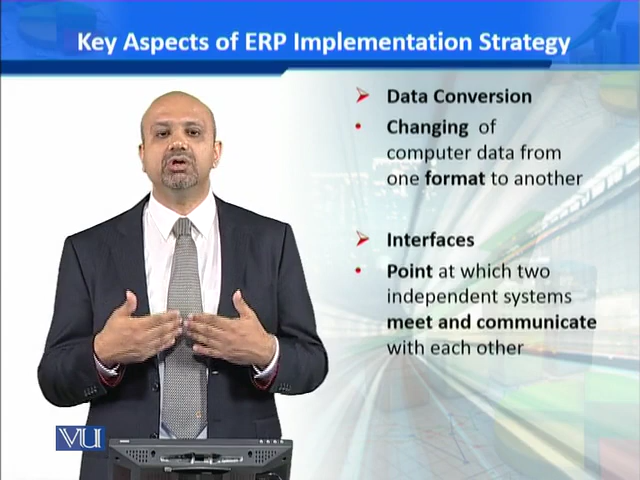 Key Aspects of ERP Implementation Strategy
Data Conversion
Changing of
computer data from
one format to another
Interfaces
Point at which two
independent systems
meet and communicate
with each other
VU